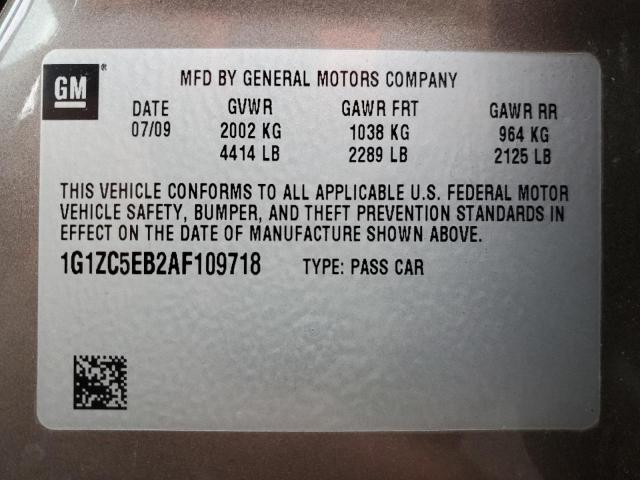 GM®
MFD BY GENERAL MOTORS COMPANY
DATE GVWR GAWR FRT GAWR RR
07/09 2002 KG 1038 KG 964 KG
4414 LB 2289 LB 2125 LB
THIS VEHICLE CONFORMS TO ALL APPLICABLE U.S. FEDERAL MOTOR
VEHICLE SAFETY, BUMPER, AND THEFT PREVENTION STANDARDS IN
EFFECT ON THE DATE OF MANUFACTURE SHOWN ABOVE.
1G1ZC5EB2AF109718 TYPE: PASS CAR